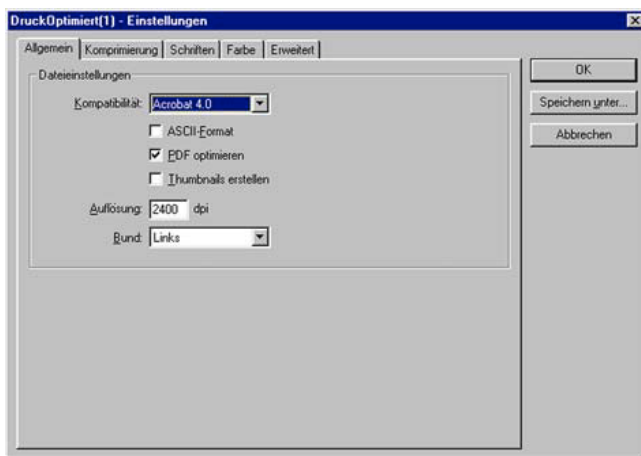 DruckOptimiert(1) - Einstellungen
Allgemein Komprimierung Schriften Farbe Erweitert
Dateieinstellungen
Kompatibilität: Acrobat 4.0
ASCII-Format
PDF optimieren
Thumbnails erstellen
Auflösung: 2400 dpi
Bund: Links
OK
Speichern unter...
Abbrechen